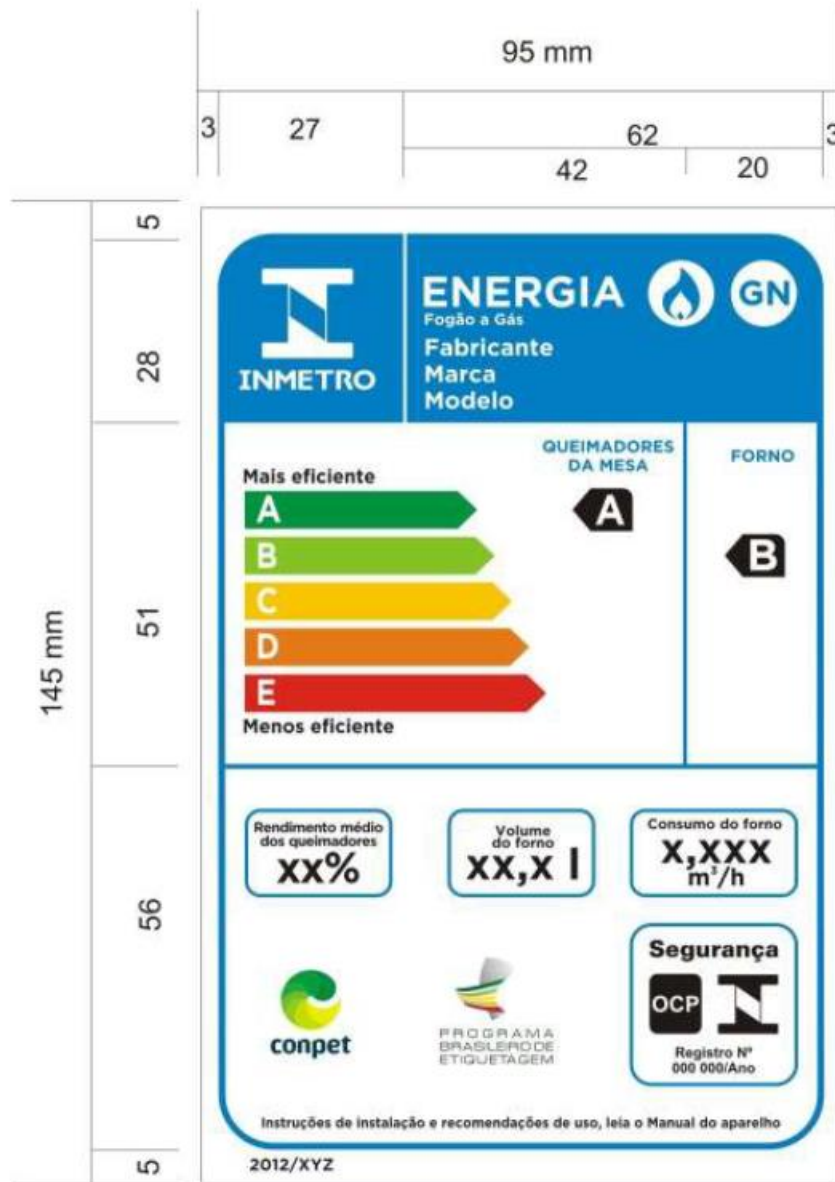 95 mm
3
27
62
3
42
20
145 mm
5
28
51
56
5
INMETRO
ENERGIA
GN
Fogão a Gás
Fabricante
Marca
Modelo
QUEIMADORES
DA MESA
FORNO
Mais eficiente
A
B
C
D
E
Menos eficiente
A
B
Rendimento médio
dos queimadores
xx%
Volume
do forno
xx,x l
Consumo do forno
x,xxx
m³/h
conpet
PROGRAMA
BRASILEIRO DE
ETIQUETAGEM
Segurança
OCP
Registro Nº
000 000/Ano
Instruções de instalação e recomendações de uso, leia o Manual do aparelho
2012/XYZ